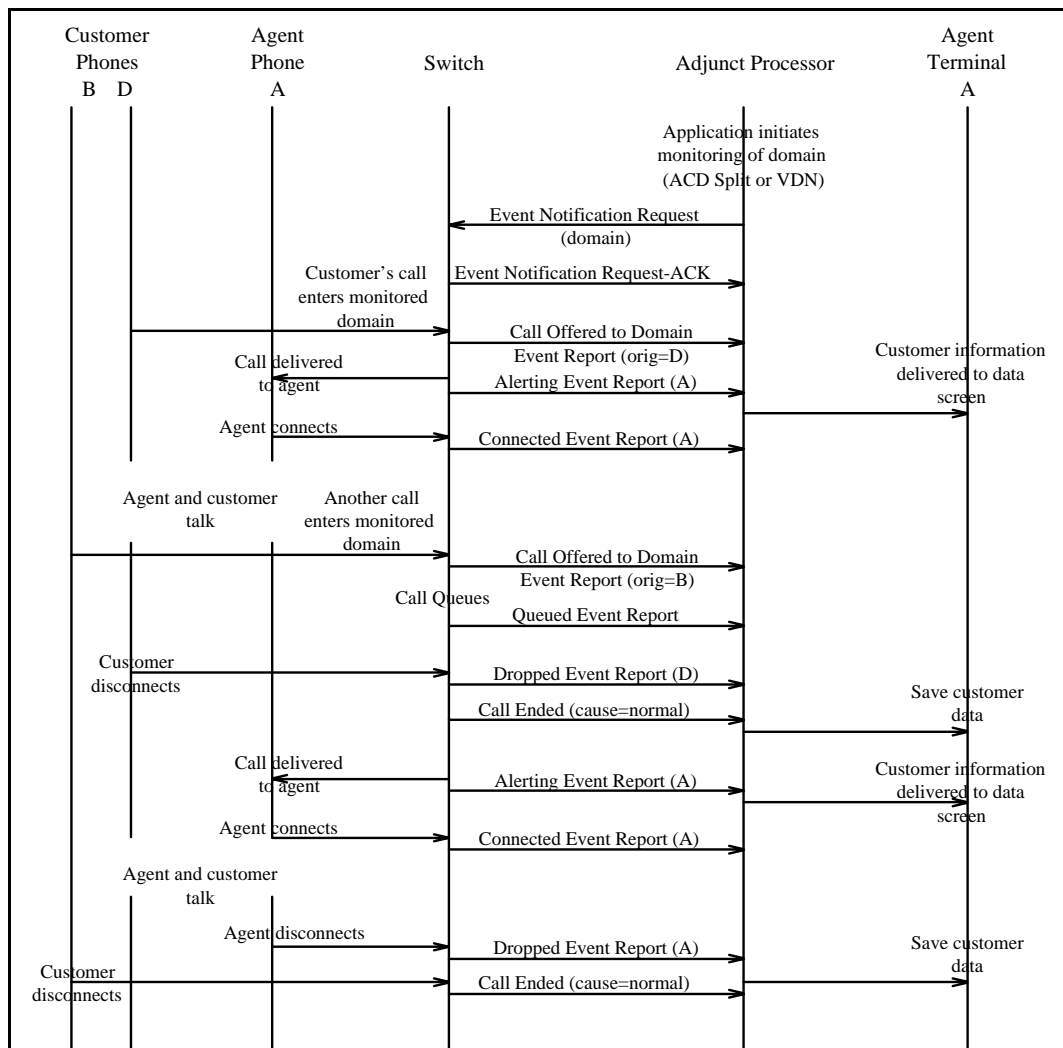 Customer
Phones
B D
Agent
Phone
A
Switch
Adjunct Processor
Agent
Terminal
A
Application initiates
monitoring of domain
(ACD Split or VDN)
Event Notification Request
(domain)
Customer’s call
enters monitored
domain
Event Notification Request-ACK
Call Offered to Domain
Event Report (orig=D)
Call delivered
to agent
Alerting Event Report (A)
Customer information
delivered to data
screen
Agent connects
Connected Event Report (A)
Agent and customer
talk
Another call
enters monitored
domain
Call Offered to Domain
Event Report (orig=B)
Call Queues
Queued Event Report
Customer
disconnects
Dropped Event Report (D)
Call Ended (cause=normal)
Save customer
data
Call delivered
to agent
Alerting Event Report (A)
Customer information
delivered to data
screen
Agent connects
Connected Event Report (A)
Agent and customer
talk
Agent disconnects
Dropped Event Report (A)
Save customer
data
Customer
disconnects
Call Ended (cause=normal)